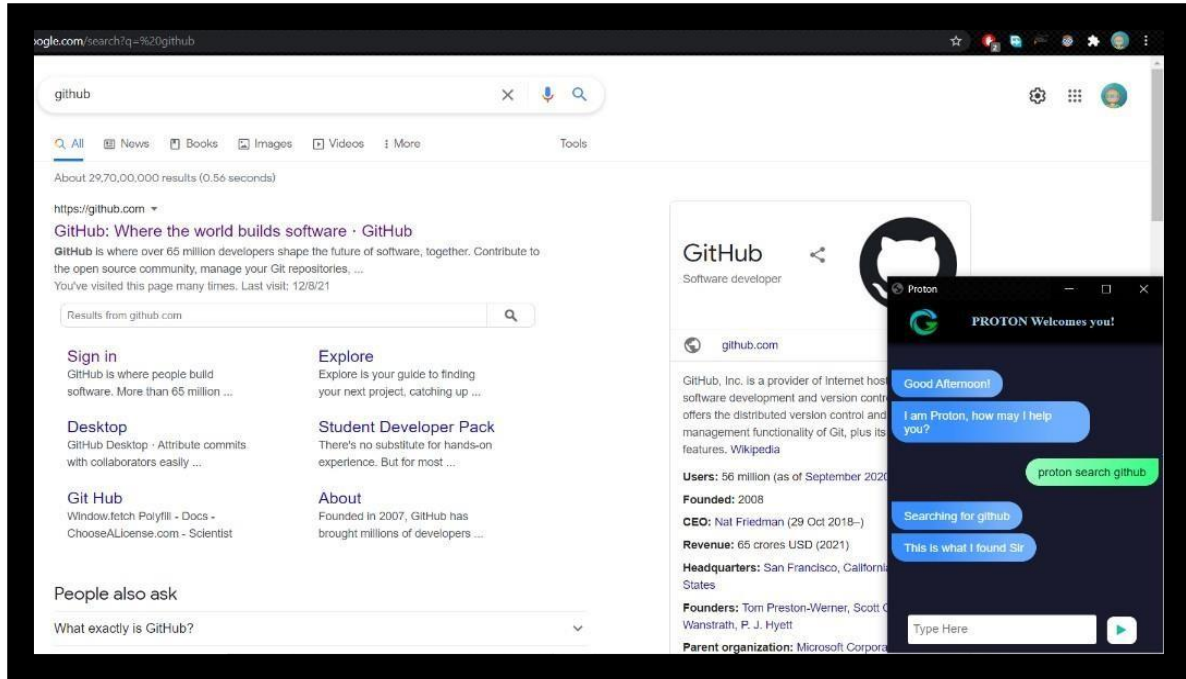 oogle.com/search?q=%20github
2
github
All News Books Images Videos More Tools
About 29,70,00,000 results (0.56 seconds)
https://github.com
GitHub: Where the world builds software · GitHub
GitHub is where over 65 million developers shape the future of software, together. Contribute to
the open source community, manage your Git repositories, ...
You've visited this page many times. Last visit: 12/8/21
Results from github.com
Sign in
GitHub is where people build
software. More than 65 million ...
Explore
Explore is your guide to finding
your next project, catching up ...
Desktop
GitHub Desktop · Attribute commits
with collaborators easily ...
Student Developer Pack
There's no substitute for hands-on
experience. But for most ...
Git Hub
Window.fetch Polyfill - Docs -
ChooseALicense.com - Scientist
About
Founded in 2007, GitHub has
brought millions of developers ...
People also ask
What exactly is GitHub?
GitHub
Software developer
github.com
GitHub, Inc. is a provider of Internet host
software development and version contr
offers the distributed version control and
management functionality of Git, plus its
features. Wikipedia
Users: 56 million (as of September 2020
Founded: 2008
CEO: Nat Friedman (29 Oct 2018–)
Revenue: 65 crores USD (2021)
Headquarters: San Francisco, California
States
Founders: Tom Preston-Werner, Scott C
Wanstrath, P. J. Hyett
Parent organization: Microsoft Corpora
Proton
PROTON Welcomes you!
Good Afternoon!
I am Proton, how may I help
you?
proton search github
Searching for github
This is what I found Sir
Type Here